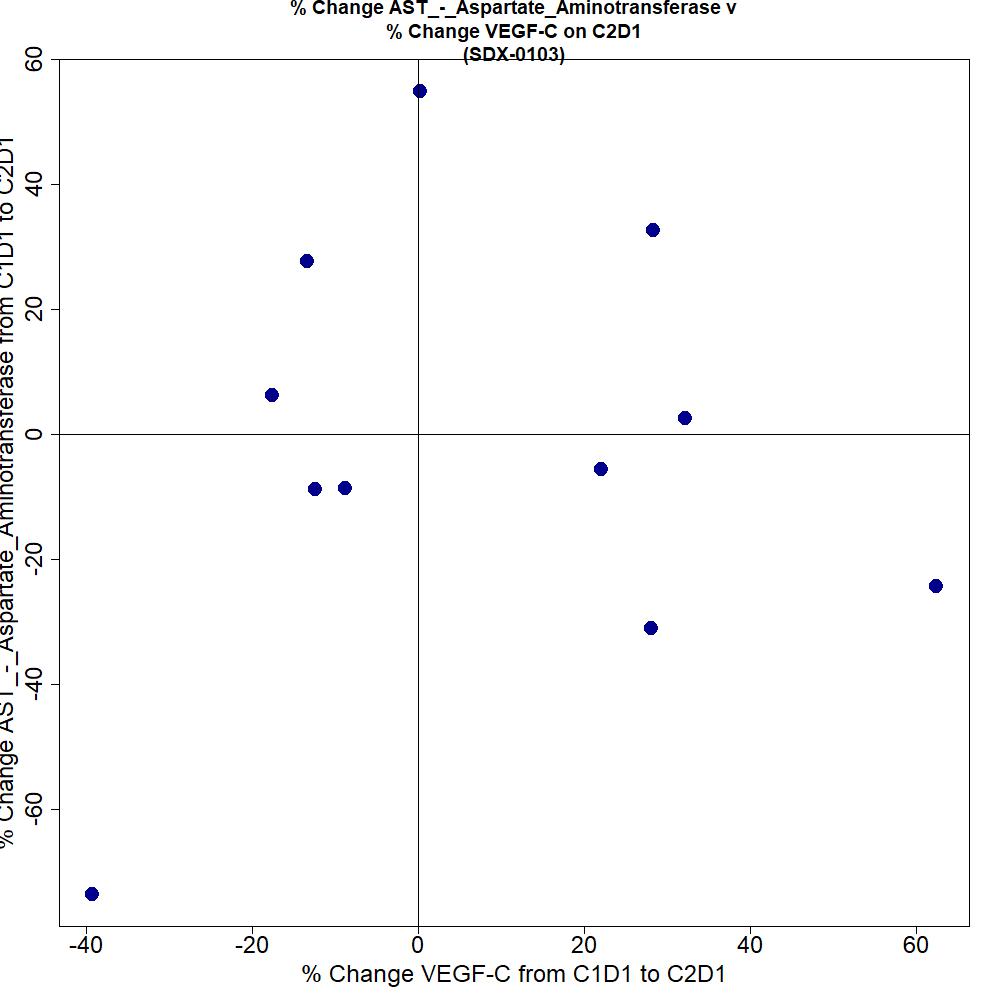 % Change AST_-_Aspartate_Aminotransferase v
% Change VEGF-C on C2D1
(SDX-0103)
% Change AST_-_Aspartate_Aminotransferase from C1D1 to C2D1
60
40
20
0
-20
-40
-60
-40
-20
0
20
40
60
% Change VEGF-C from C1D1 to C2D1